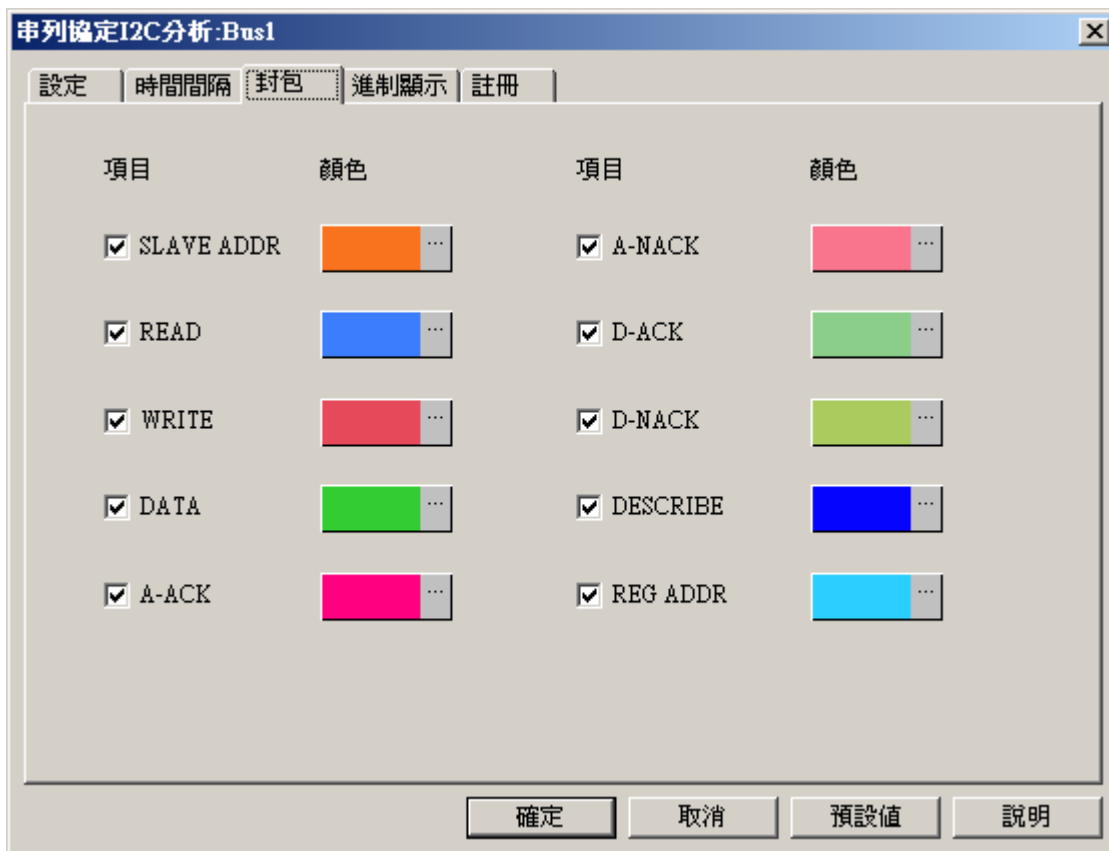 串列協定I2C分析:Bus1
設定 時間間隔 封包 進制顯示 註冊
項目 顏色 項目 顏色
SLAVE ADDR ... A-NACK ...
READ ... D-ACK ...
WRITE ... D-NACK ...
DATA ... DESCRIBE ...
A-ACK ... REG ADDR ...
確定 取消 預設值 說明